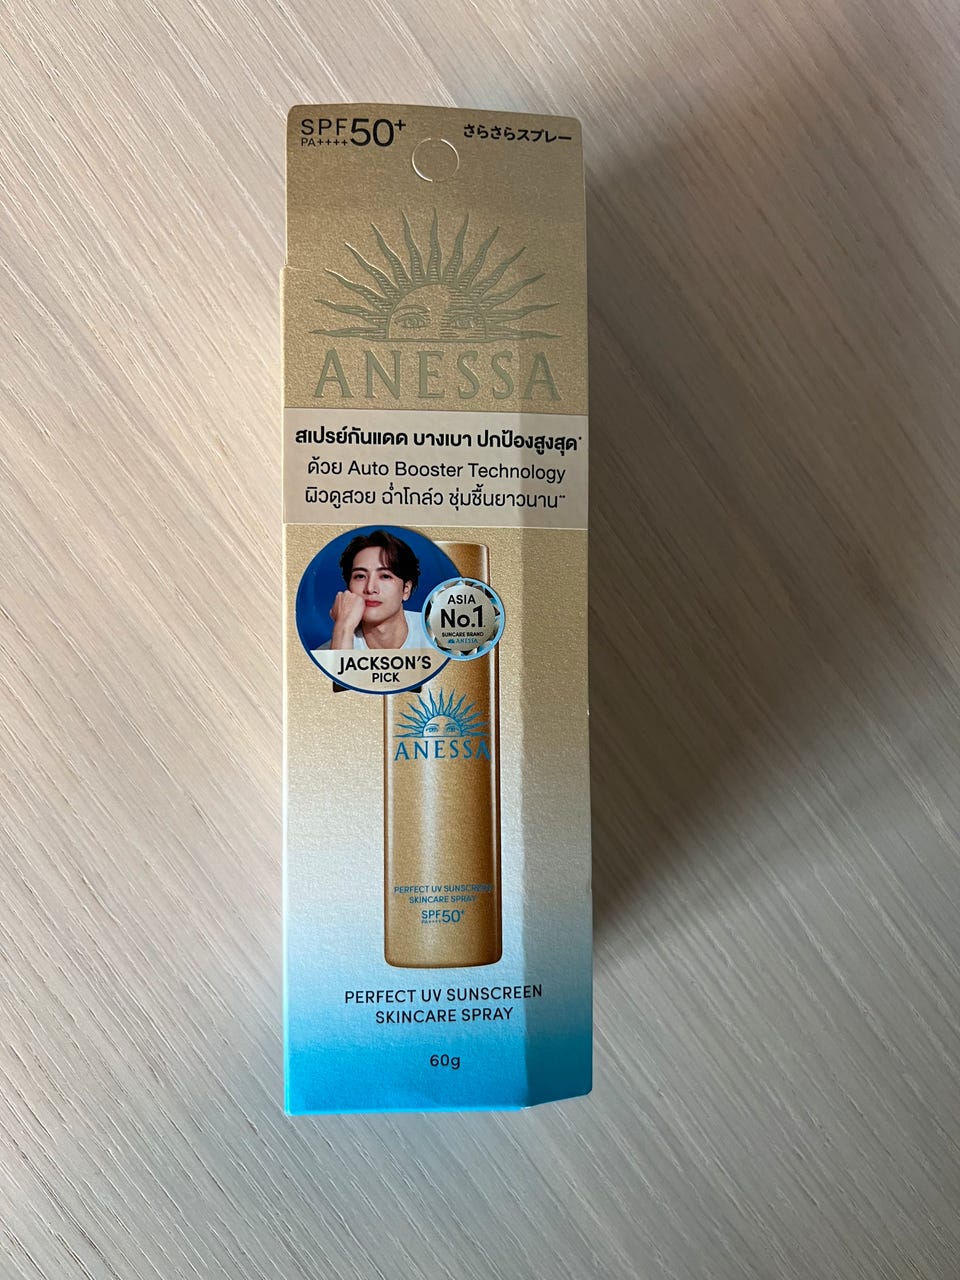 SPF50+
PA++++
さらさらスプレー
ANESSA
สเปรย์กันแดด บางเบา ปกป้องสูงสุด*
ด้วย Auto Booster Technology
ผิวดูสวย ฉ่ำโกล์ว ชุ่มชื้นยาวนาน**
ASIA
No.1
SUNCARE BRAND
ANESSA
JACKSON'S
PICK
ANESSA
PERFECT UV SUNSCREEN
SKINCARE SPRAY
SPF50+
PA++++
PERFECT UV SUNSCREEN
SKINCARE SPRAY
60g